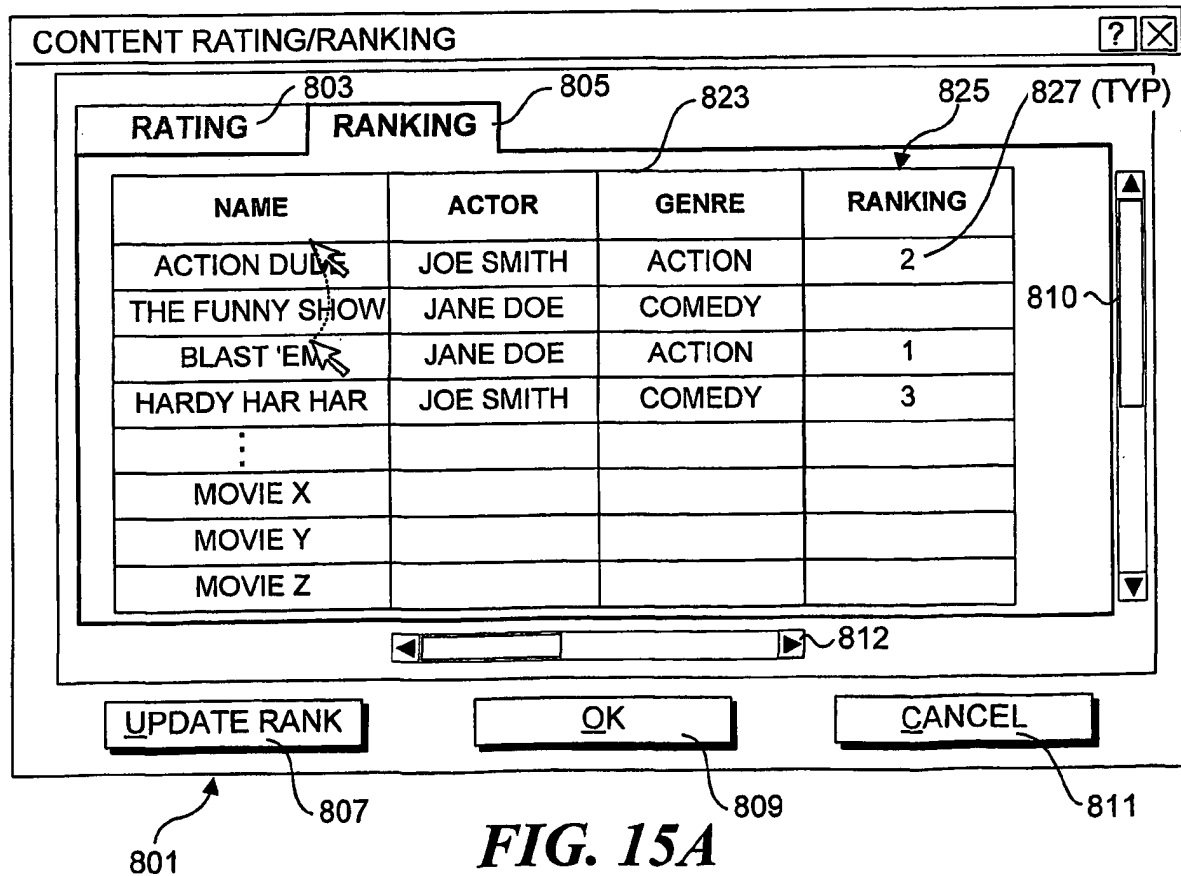 CONTENT RATING/RANKING ?
803 805 823 825 827 (TYP)
RATING RANKING
NAME ACTOR GENRE RANKING
ACTION DUDE JOE SMITH ACTION 2
THE FUNNY SHOW JANE DOE COMEDY
810
BLAST 'EM JANE DOE ACTION 1
HARDY HAR HAR JOE SMITH COMEDY 3
⋮
MOVIE X
MOVIE Y
MOVIE Z
812
UPDATE RANK OK CANCEL
801 807 809 811
FIG. 15A